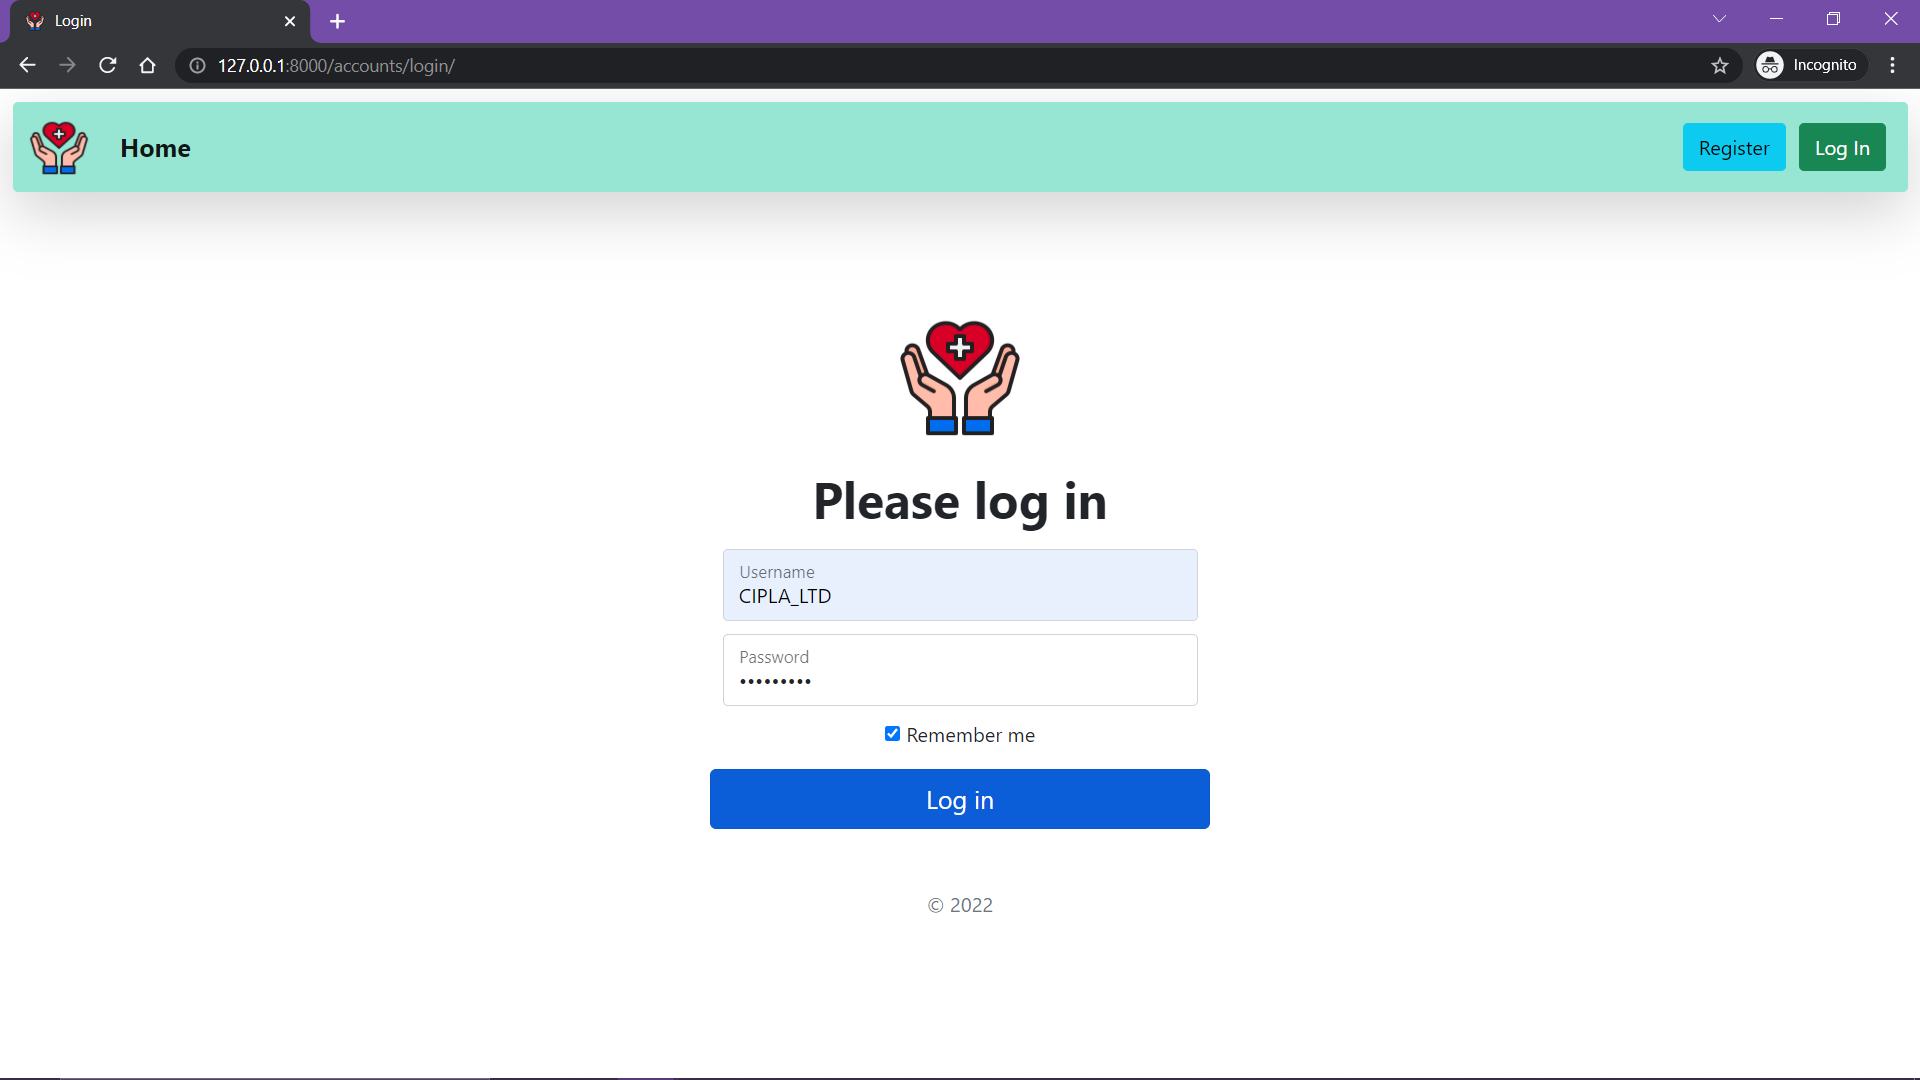 Login
127.0.0.1:8000/accounts/login/
Incognito
Home
Register
Log In
Please log in
Username
CIPLA_LTD
Password
•••••••••
Remember me
Log in
© 2022